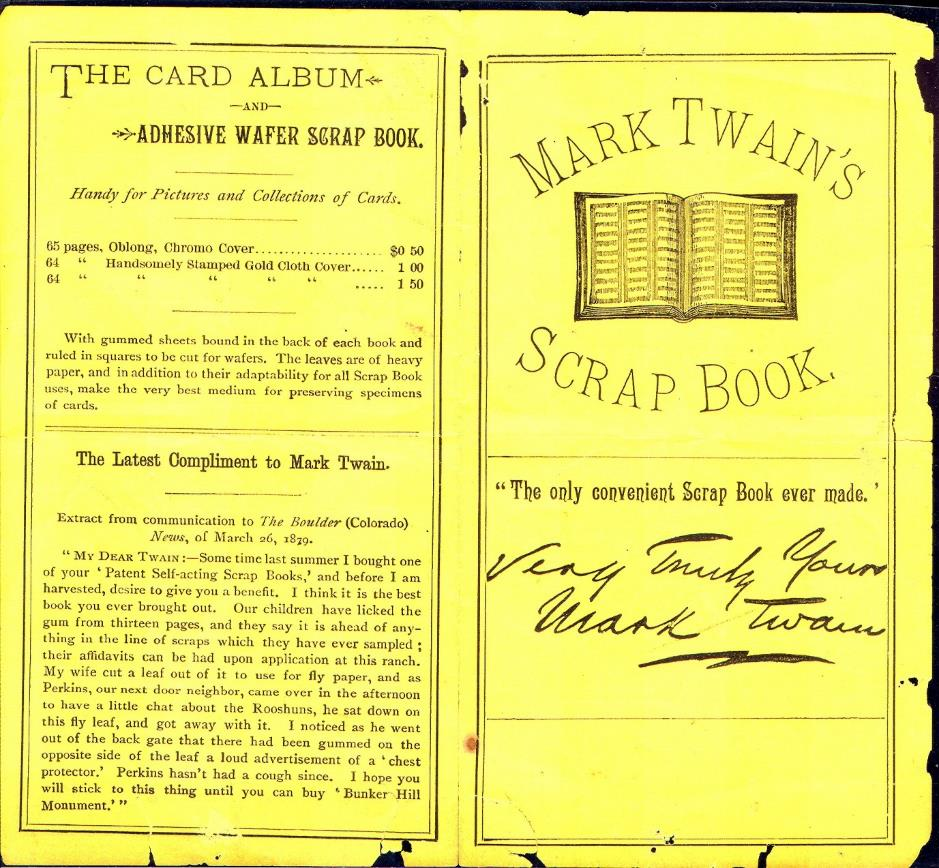 THE CARD ALBUM
—AND—
ADHESIVE WAFER SCRAP BOOK.
Handy for Pictures and Collections of Cards.
65 pages, Oblong, Chromo Cover.................... $0 50
64 “ Handsomely Stamped Gold Cloth Cover...... 1 00
64 “ “ “ “ “ ..... 1 50
With gummed sheets bound in the back of each book and
ruled in squares to be cut for wafers. The leaves are of heavy
paper, and in addition to their adaptability for all Scrap Book
uses, make the very best medium for preserving specimens
of cards.
The Latest Compliment to Mark Twain.
Extract from communication to The Boulder (Colorado)
News, of March 26, 1879.
“ MY DEAR TWAIN :—Some time last summer I bought one
of your ‘ Patent Self-acting Scrap Books,’ and before I am
harvested, desire to give you a benefit. I think it is the best
book you ever brought out. Our children have licked the
gum from thirteen pages, and they say it is ahead of any-
thing in the line of scraps which they have ever sampled ;
their affidavits can be had upon application at this ranch.
My wife cut a leaf out of it to use for fly paper, and as
Perkins, our next door neighbor, came over in the afternoon
to have a little chat about the Rooshuns, he sat down on
this fly leaf, and got away with it. I noticed as he went
out of the back gate that there had been gummed on the
opposite side of the leaf a loud advertisement of a ‘ chest
protector.’ Perkins hasn't had a cough since. I hope you
will stick to this thing until you can buy ‘ Bunker Hill
Monument.’ ”
MARK TWAIN'S
SCRAP BOOK.
“ The only convenient Scrap Book ever made. ’
Very Truly Yours
Mark Twain